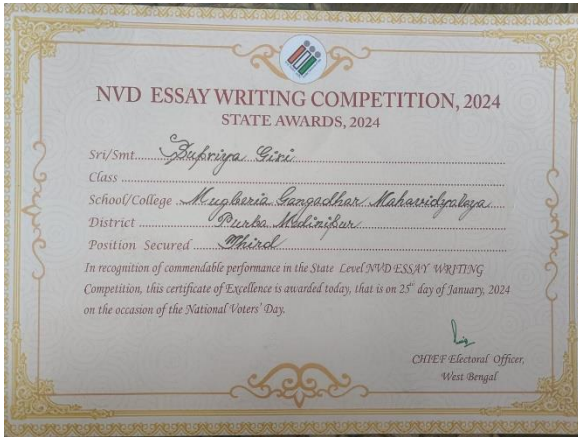 NVD ESSAY WRITING COMPETITION, 2024
STATE AWARDS, 2024
Sri/Smt......Supriya Giri......
Class......
School/College ...Mugberia Gangadhar Mahavidyalaya
District ......Purba Medinipur......
Position Secured .....Third......
In recognition of commendable performance in the State Level NVD ESSAY WRITING
Competition, this certificate of Excellence is awarded today, that is on 25th day of January, 2024
on the occasion of the National Voters' Day.
CHIEF Electoral Officer,
West Bengal